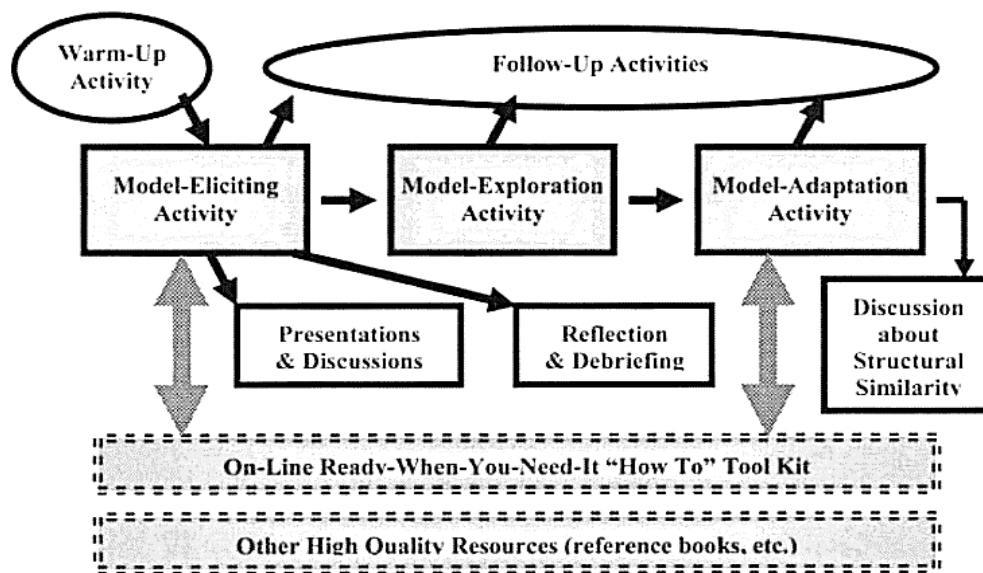 Warm-Up
Activity
Follow-Up Activities
Model-Eliciting
Activity
Model-Exploration
Activity
Model-Adaptation
Activity
Presentations
& Discussions
Reflection
& Debriefing
Discussion
about
Structural
Similarity
On-Line Ready-When-You-Need-It “How To” Tool Kit
Other High Quality Resources (reference books, etc.)